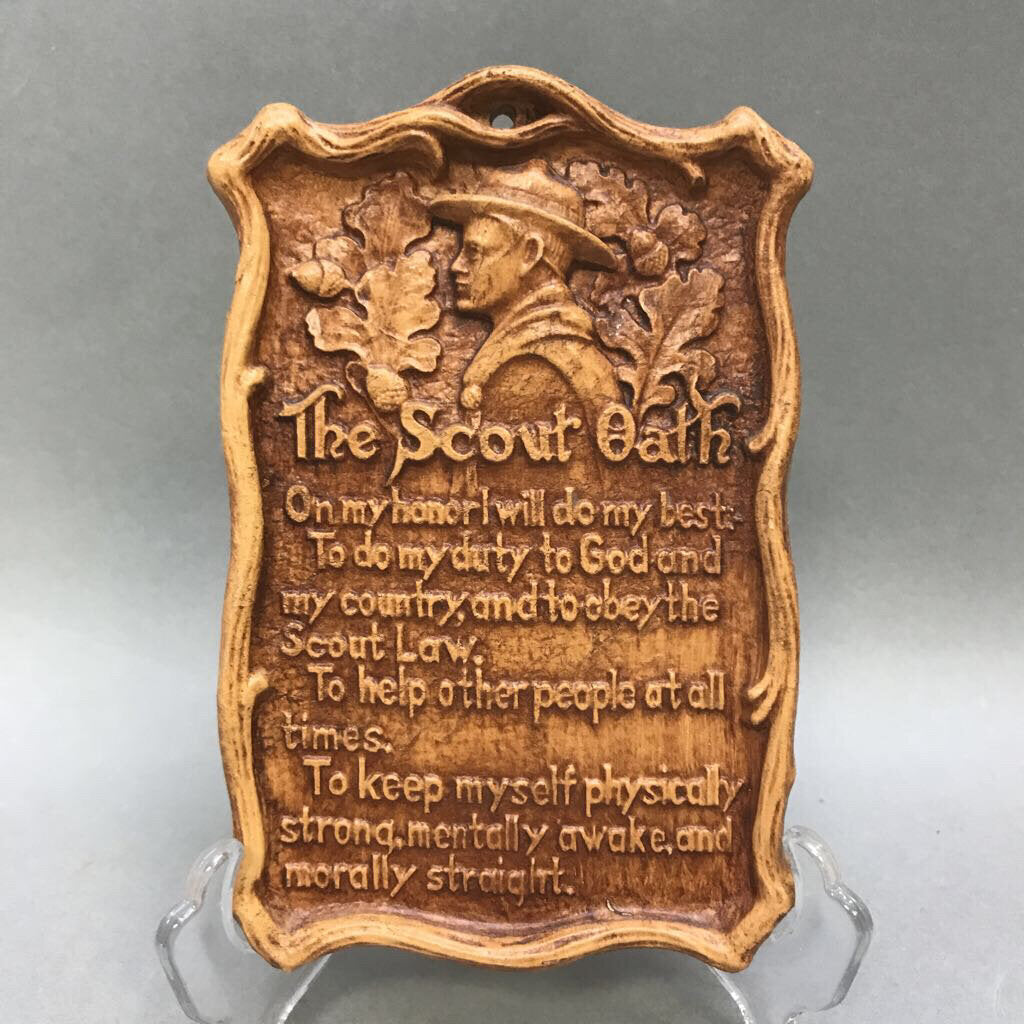 The Scout Oath
On my honor I will do my best:
To do my duty to God and
my country, and to obey the
Scout Law.
To help other people at all
times.
To keep myself physically
strong, mentally awake, and
morally straight.